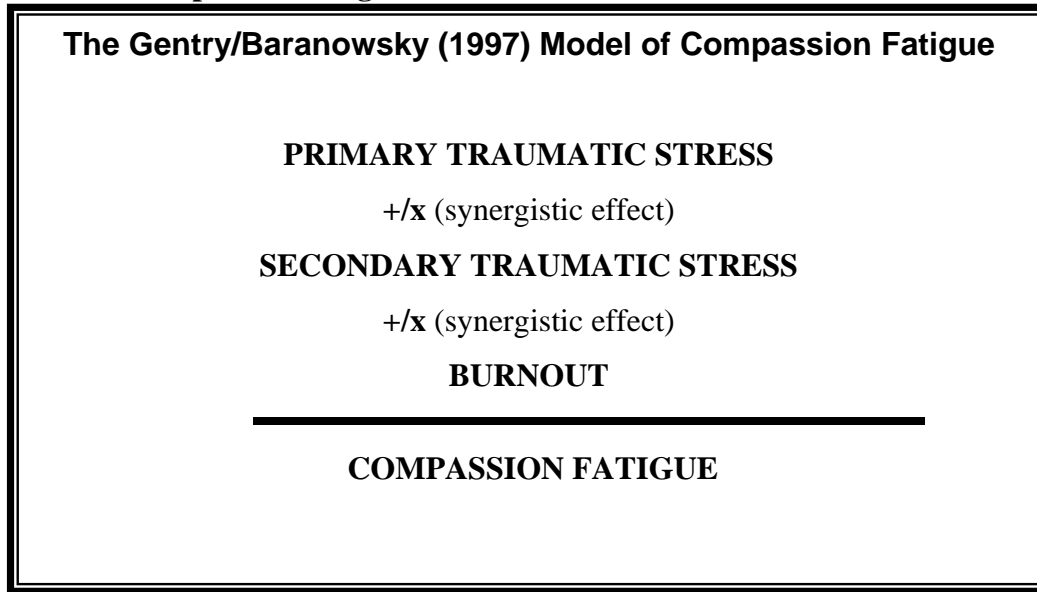 The Gentry/Baranowsky (1997) Model of Compassion Fatigue
PRIMARY TRAUMATIC STRESS
+/x (synergistic effect)
SECONDARY TRAUMATIC STRESS
+/x (synergistic effect)
BURNOUT
COMPASSION FATIGUE